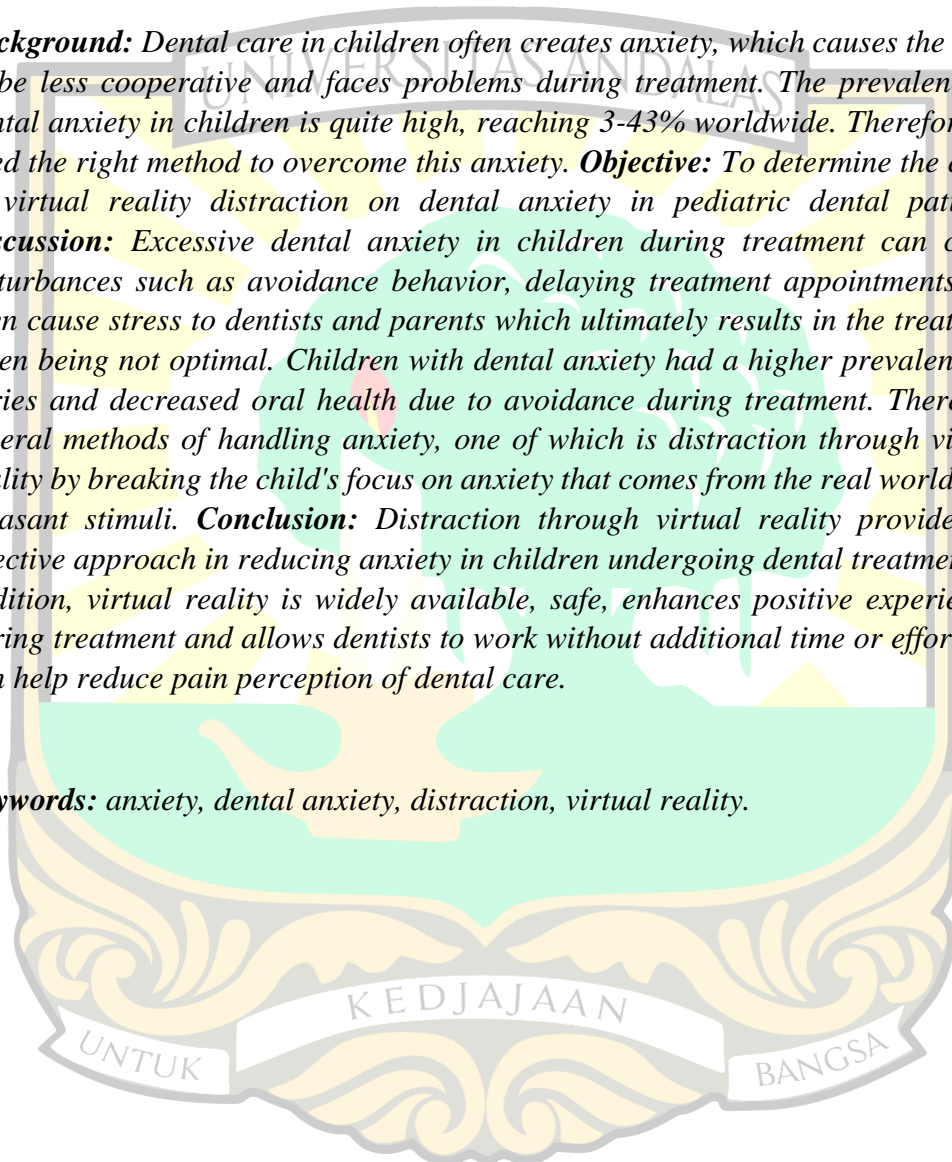 UNIVERSITAS ANDALAS
ckground: Dental care in children often creates anxiety, which causes the
be less cooperative and faces problems during treatment. The prevalen
ntal anxiety in children is quite high, reaching 3-43% worldwide. Therefor
ed the right method to overcome this anxiety. Objective: To determine the
virtual reality distraction on dental anxiety in pediatric dental pat
scussion: Excessive dental anxiety in children during treatment can c
turbances such as avoidance behavior, delaying treatment appointments
en cause stress to dentists and parents which ultimately results in the treat
en being not optimal. Children with dental anxiety had a higher prevalen
ries and decreased oral health due to avoidance during treatment. There
eral methods of handling anxiety, one of which is distraction through vi
lity by breaking the child's focus on anxiety that comes from the real world
asant stimuli. Conclusion: Distraction through virtual reality provide
ective approach in reducing anxiety in children undergoing dental treatmen
dition, virtual reality is widely available, safe, enhances positive experie
ring treatment and allows dentists to work without additional time or effor
n help reduce pain perception of dental care.
ywords: anxiety, dental anxiety, distraction, virtual reality.
KEDJAJAAN
UNTUK
BANGSA